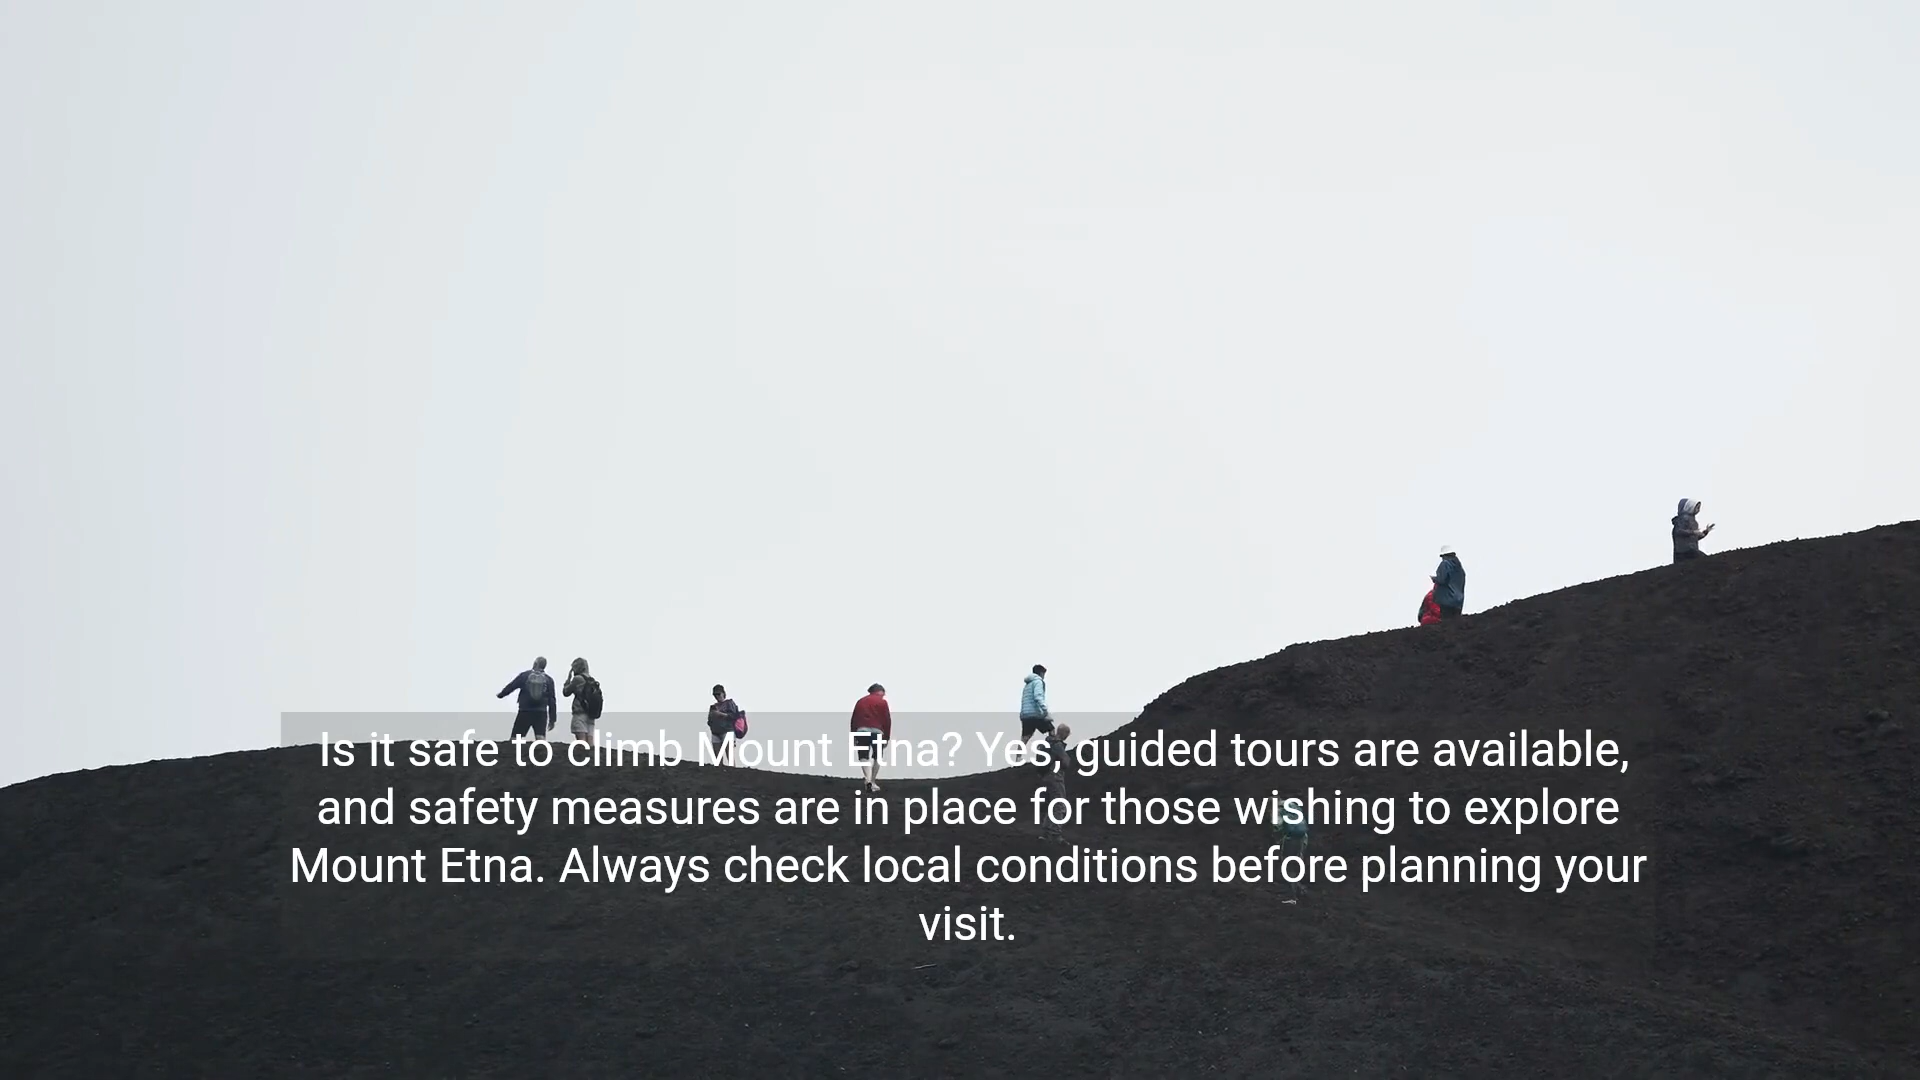 Is it safe to climb Mount Etna? Yes, guided tours are available,
and safety measures are in place for those wishing to explore
Mount Etna. Always check local conditions before planning your
visit.